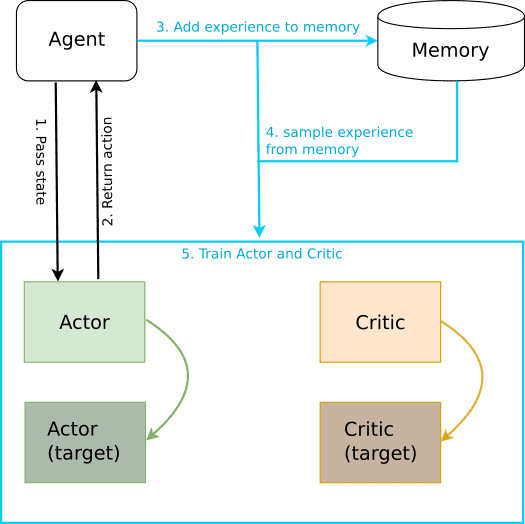 Agent
3. Add experience to memory
Memory
1. Pass state
2. Return action
4. sample experience
from memory
5. Train Actor and Critic
Actor
Critic
Actor
(target)
Critic
(target)